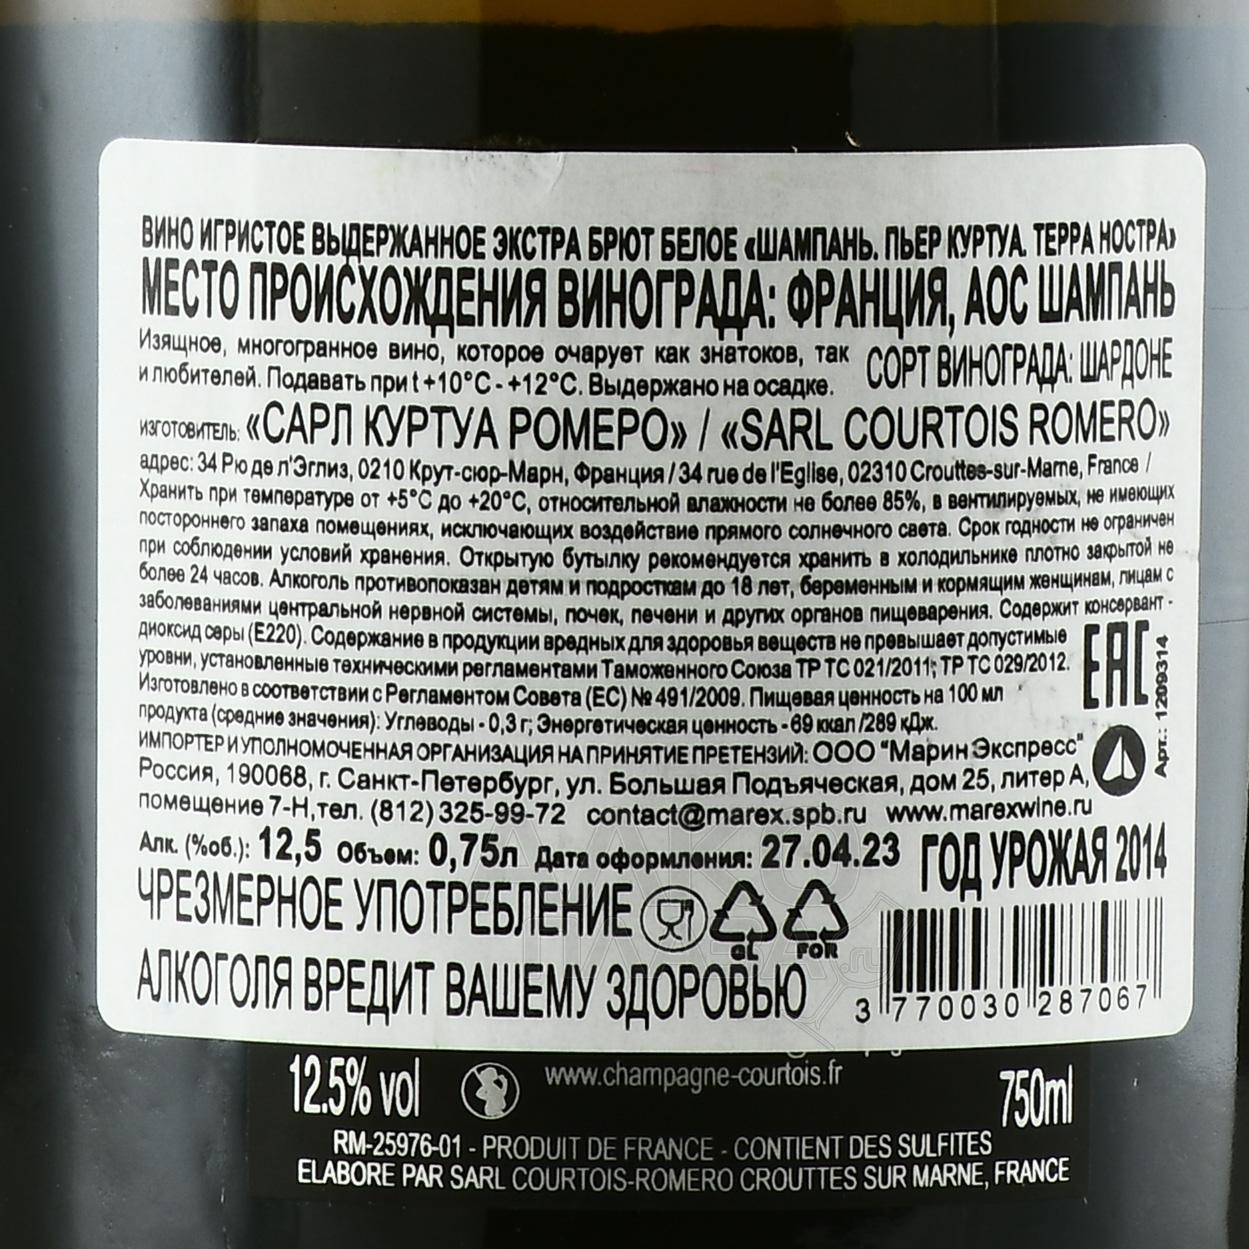 ВИНО ИГРИСТОЕ ВЫДЕРЖАННОЕ ЭКСТРА БРЮТ БЕЛОЕ «ШАМПАНЬ. ПЬЕР КУРТУА. ТЕРРА НОСТРА»
МЕСТО ПРОИСХОЖДЕНИЯ ВИНОГРАДА: ФРАНЦИЯ, АОС ШАМПАНЬ
Изящное, многогранное вино, которое очарует как знатоков, так
и любителей. Подавать при t +10°C - +12°C. Выдержано на осадке.
СОРТ ВИНОГРАДА: ШАРДОНЕ
ИЗГОТОВИТЕЛЬ: «САРЛ КУРТУА РОМЕРО» / «SARL COURTOIS ROMERO»
адрес: 34 Рю де л'Эглиз, 0210 Крут-сюр-Марн, Франция / 34 rue de l'Eglise, 02310 Crouttes-sur-Marne, France /
Хранить при температуре от +5°C до +20°C, относительной влажности не более 85%, в вентилируемых, не имеющих
постороннего запаха помещениях, исключающих воздействие прямого солнечного света. Срок годности не ограничен
при соблюдении условий хранения. Открытую бутылку рекомендуется хранить в холодильнике плотно закрытой не
более 24 часов. Алкоголь противопоказан детям и подросткам до 18 лет, беременным и кормящим женщинам, лицам с
заболеваниями центральной нервной системы, почек, печени и других органов пищеварения. Содержит консервант -
диоксид серы (Е220). Содержание в продукции вредных для здоровья веществ не превышает допустимые
уровни, установленные техническими регламентами Таможенного Союза ТР ТС 021/2011; ТР ТС 029/2012.
Изготовлено в соответствии с Регламентом Совета (ЕС) № 491/2009. Пищевая ценность на 100 мл
продукта (средние значения): Углеводы - 0,3 г; Энергетическая ценность - 69 ккал /289 кДж.
EAC
Арт.: 1209314
ИМПОРТЕР И УПОЛНОМОЧЕННАЯ ОРГАНИЗАЦИЯ НА ПРИНЯТИЕ ПРЕТЕНЗИЙ: ООО "Марин Экспресс"
Россия, 190068, г. Санкт-Петербург, ул. Большая Подъяческая, дом 25, литер А,
помещение 7-Н,тел. (812) 325-99-72 contact@marex.spb.ru www.marexwine.ru
Алк. (%об.): 12,5 Объем: 0,75л Дата оформления: 27.04.23 ГОД УРОЖАЯ 2014
ЧРЕЗМЕРНОЕ УПОТРЕБЛЕНИЕ
GL FOR
АЛКОГОЛЯ ВРЕДИТ ВАШЕМУ ЗДОРОВЬЮ
3 770030 287067
12.5% vol www.champagne-courtois.fr 750ml
RM-25976-01 - PRODUIT DE FRANCE - CONTIENT DES SULFITES
ELABORE PAR SARL COURTOIS-ROMERO CROUTTES SUR MARNE, FRANCE